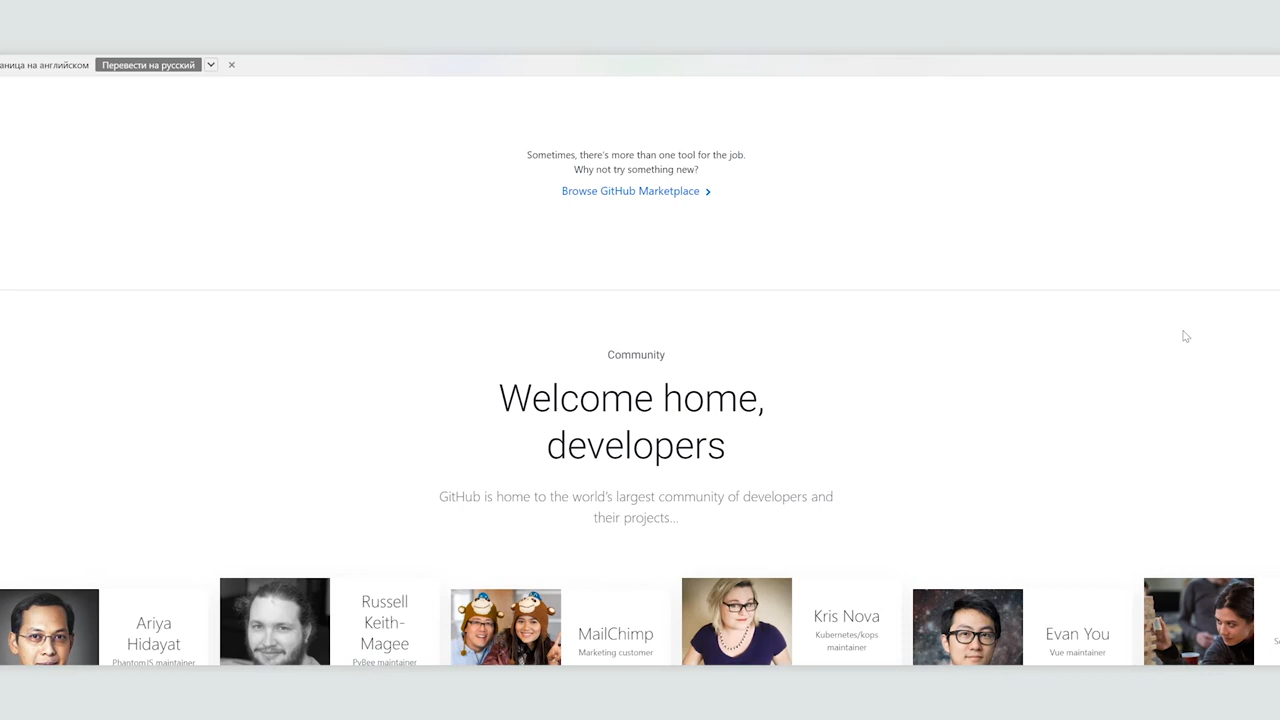 аница на английском Перевести на русский
Sometimes, there's more than one tool for the job.
Why not try something new?
Browse GitHub Marketplace
Community
Welcome home,
developers
GitHub is home to the world's largest community of developers and
their projects...
Ariya
Hidayat
PhantomJS maintainer
Russell
Keith-
Magee
PyBee maintainer
MailChimp
Marketing customer
Kris Nova
Kubernetes/kops
maintainer
Evan You
Vue maintainer